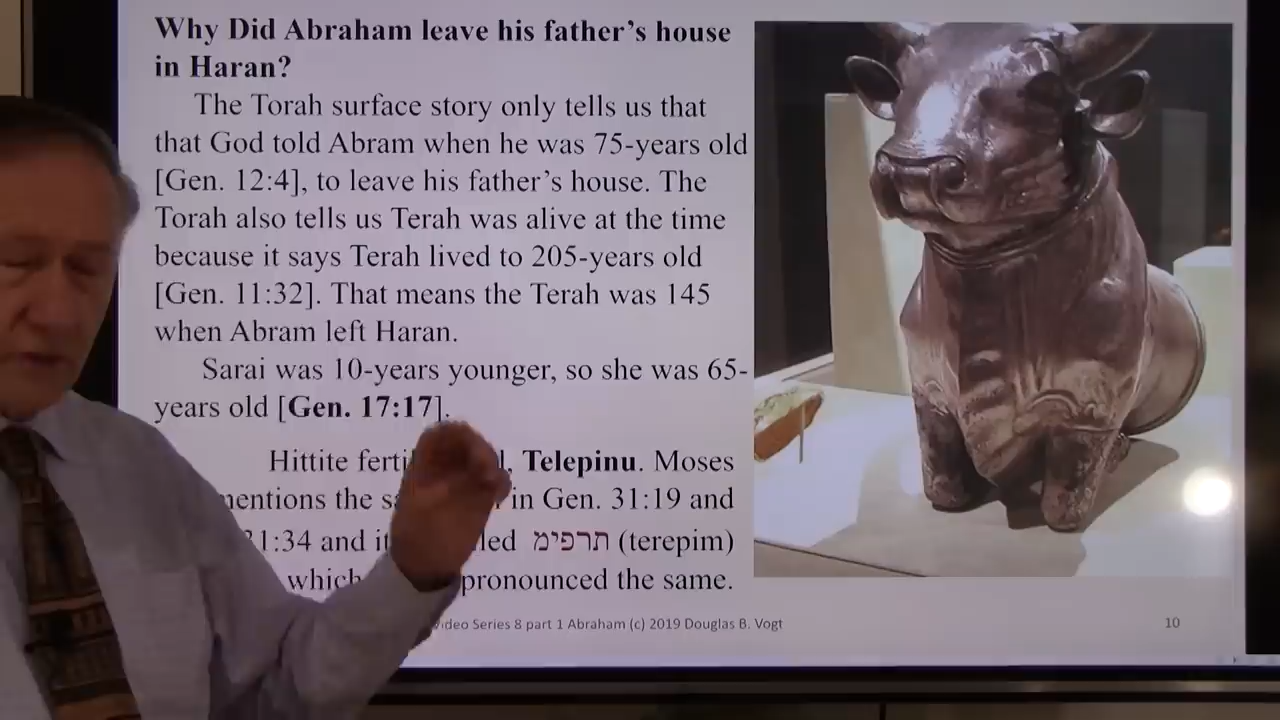 Why Did Abraham leave his father's house
in Haran?
The Torah surface story only tells us that
that God told Abram when he was 75-years old
[Gen. 12:4], to leave his father's house. The
Torah also tells us Terah was alive at the time
because it says Terah lived to 205-years old
[Gen. 11:32]. That means the Terah was 145
when Abram left Haran.
Sarai was 10-years younger, so she was 65-
years old [Gen. 17:17].
Hittite Telepinu. Moses
mentions the in Gen. 31:19 and
31:34 and תרפימ (terepim)
which pronounced the same.
Video Series 8 part 1 Abraham (c) 2019 Douglas B. Vogt
10